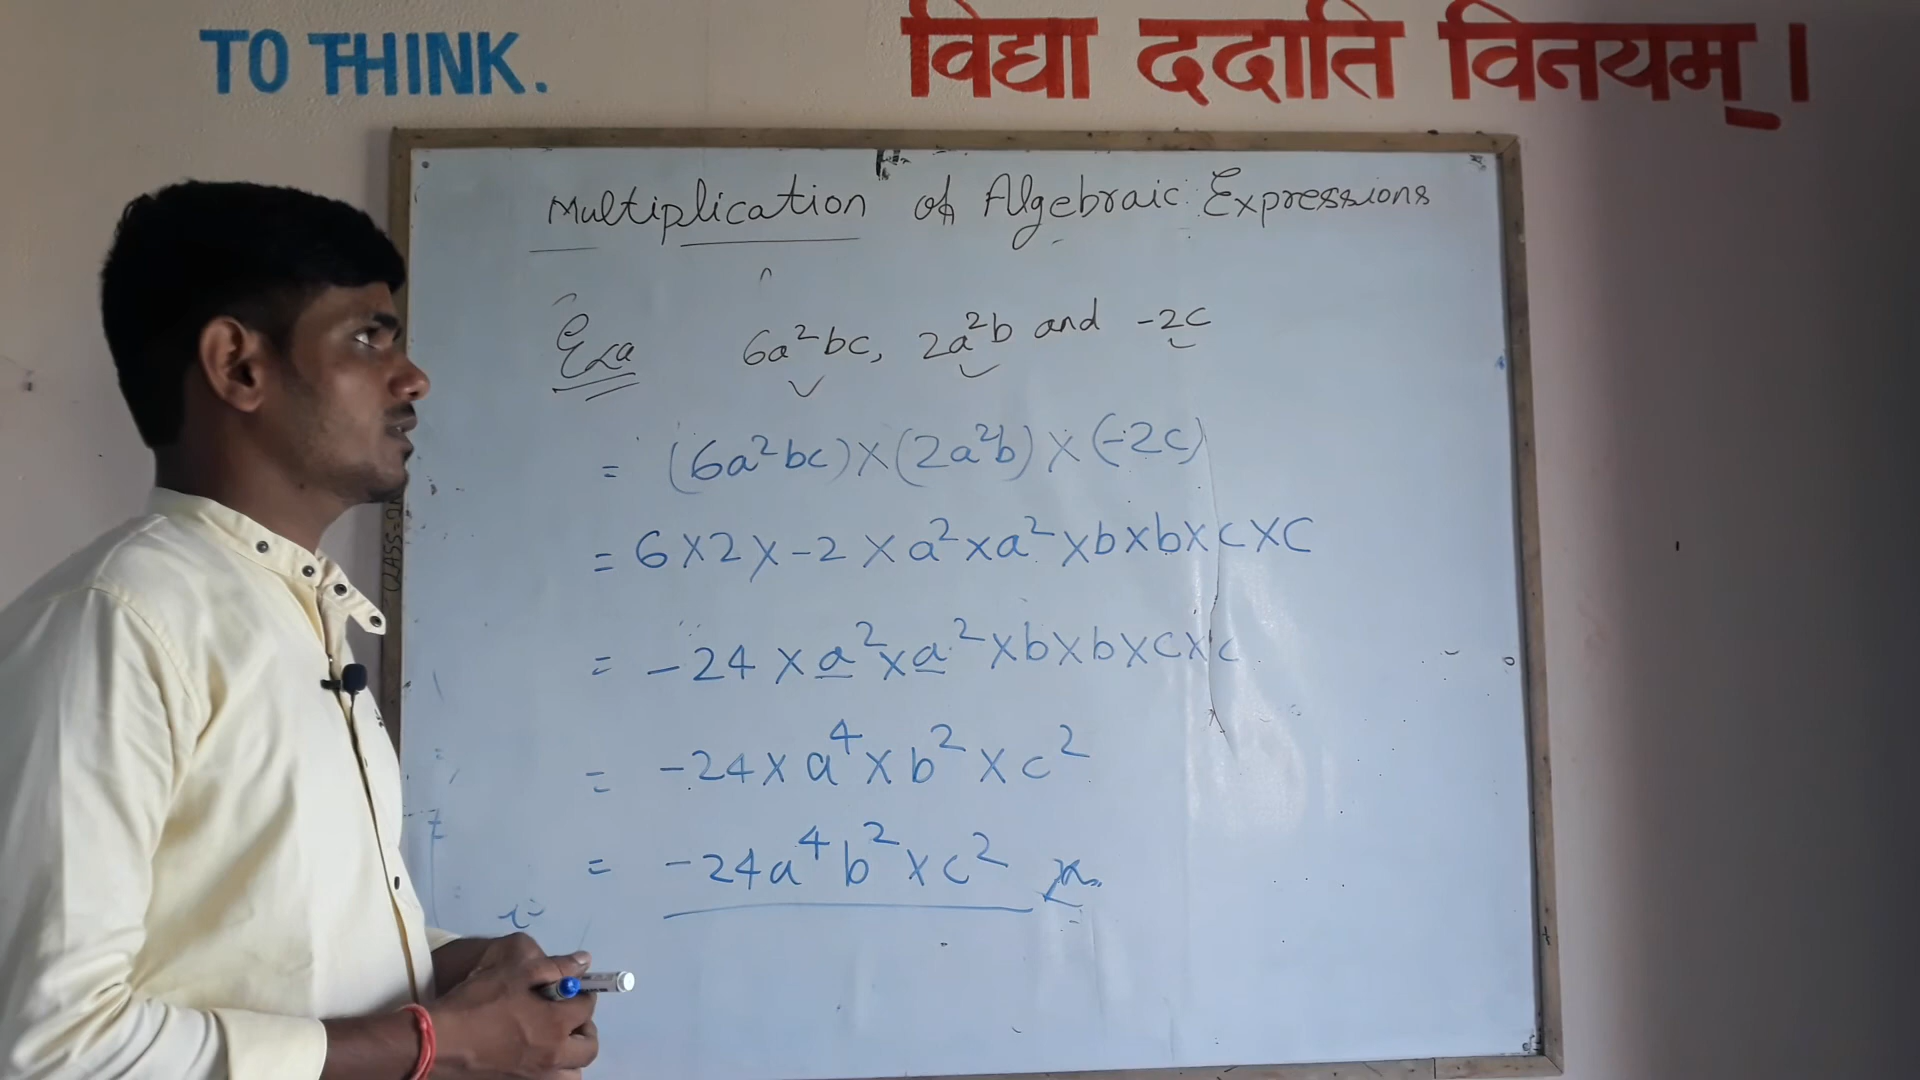 TO THINK.
विद्या ददाति विनयम् ।
Multiplication of Algebraic Expressions
Exa 6a²bc, 2a²b and -2c
= (6a²bc)×(2a²b)×(-2c)
= 6×2×-2×a²×a²×b×b×c×c
= -24×a²×a²×b×b×c×c
= -24×a⁴×b²×c²
= -24a⁴b²×c²